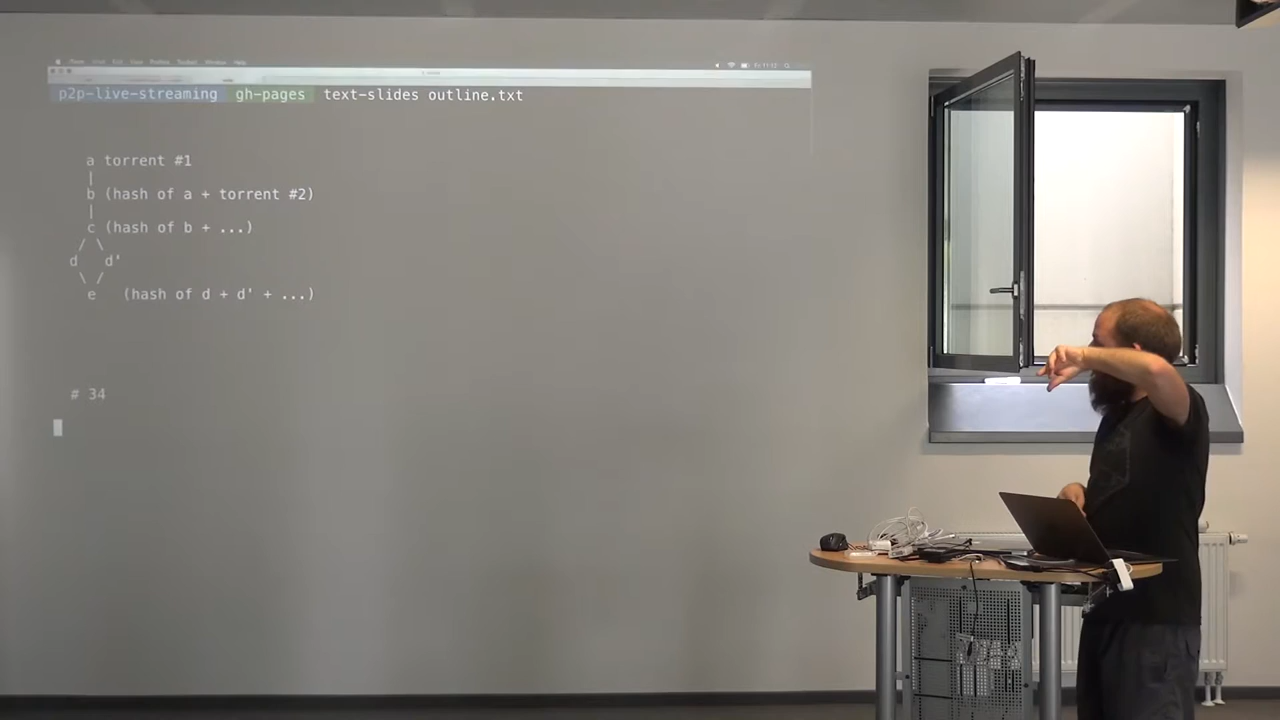 p2p-live-streaming gh-pages text-slides outline.txt
a torrent #1
|
b (hash of a + torrent #2)
|
c (hash of b + ...)
/ \
d d'
\ /
e (hash of d + d' + ...)
# 34